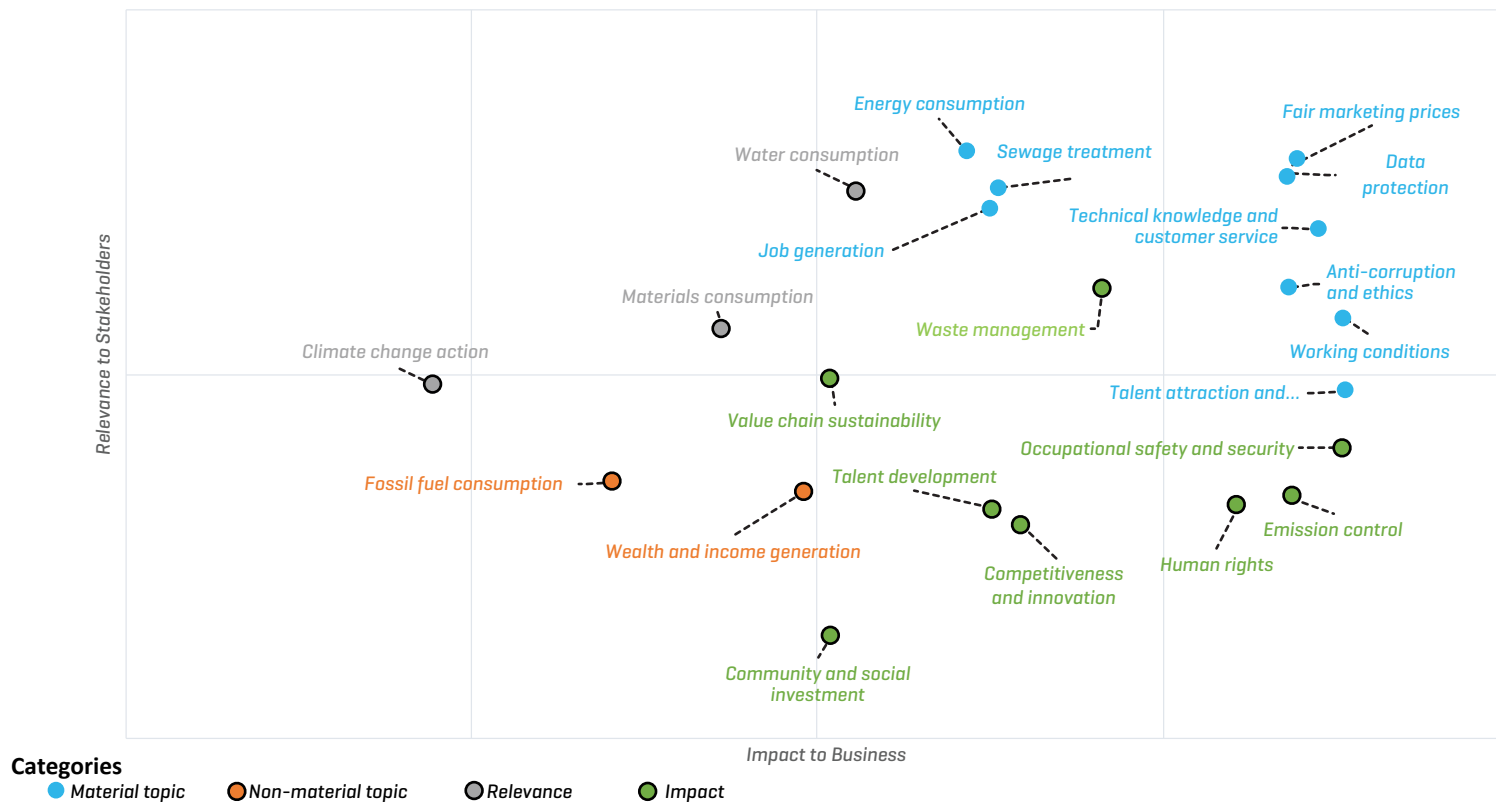 Energy consumption
Fair marketing prices
Water consumption
Sewage treatment
Data
protection
Technical knowledge and
customer service
Job generation
Anti-corruption
and ethics
Materials consumption
Waste management
Climate change action
Working conditions
Relevance to Stakeholders
Talent attraction and...
Value chain sustainability
Occupational safety and security
Fossil fuel consumption
Talent development
Emission control
Wealth and income generation
Human rights
Competitiveness
and innovation
Community and social
investment
Impact to Business
Categories
Material topic
Non-material topic
Relevance
Impact